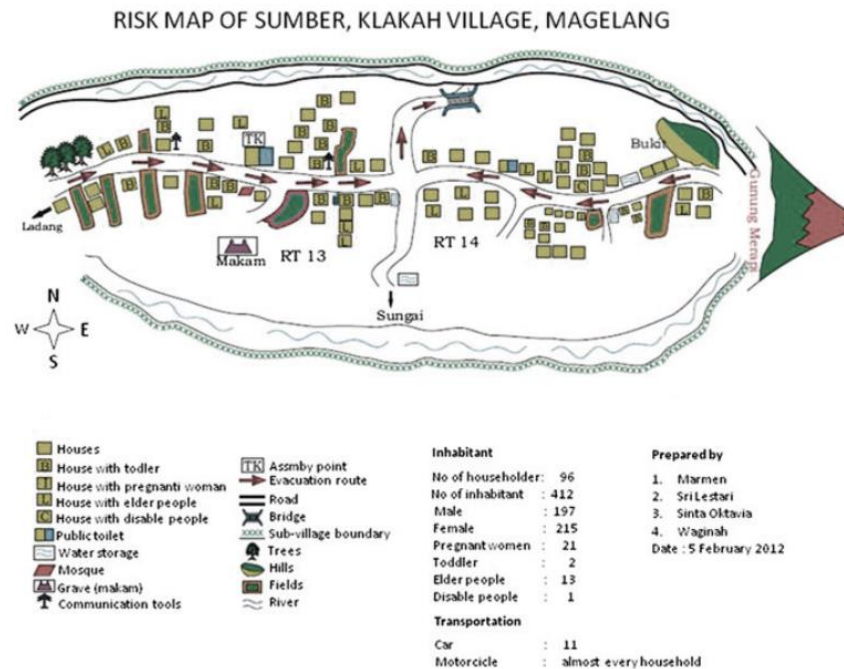 RISK MAP OF SUMBER, KLAKAH VILLAGE, MAGELANG
TK
Bukit
Gunung Merapi
Ladang
Makam
RT 13
RT 14
Sungai
N
W E
S
Houses
B House with todler
House with pregnanti woman
L House with elder people
C House with disable people
Public toilet
Water storage
Mosque
Grave (makam)
Communication tools
TK Assmby point
Evacuation route
Road
Bridge
Sub-village boundary
Trees
Hills
Fields
River
Inhabitant
No of householder: 96
No of inhabitant : 412
Male : 197
Female : 215
Pregnant women : 21
Toddler : 2
Elder people : 13
Disable people : 1
Transportation
Car : 11
Motorcicle : almost every household
Prepared by
1. Marmen
2. Sri Lestari
3. Sinta Oktavia
4. Waginah
Date : 5 February 2012